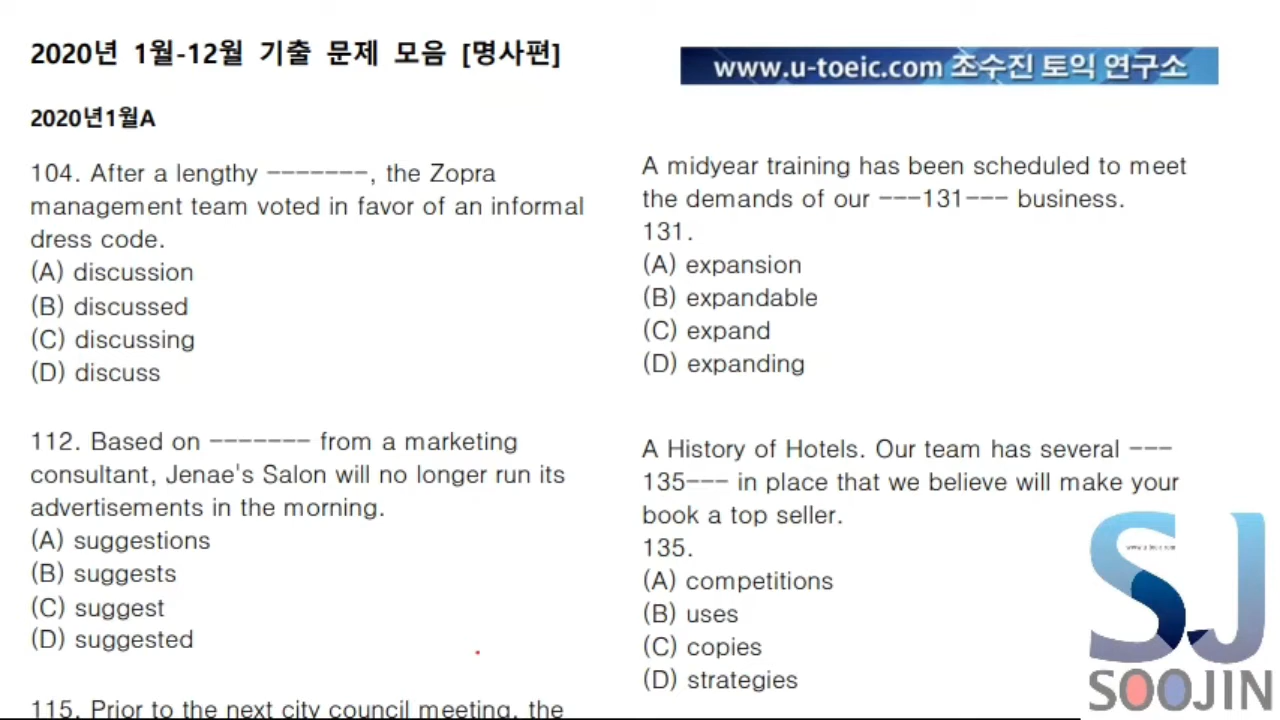 2020년 1월-12월 기출 문제 모음 [명사편]
www.u-toeic.com 조수진 토익 연구소
2020년1월A
104. After a lengthy -------, the Zopra
management team voted in favor of an informal
dress code.
(A) discussion
(B) discussed
(C) discussing
(D) discuss
112. Based on ------- from a marketing
consultant, Jenae's Salon will no longer run its
advertisements in the morning.
(A) suggestions
(B) suggests
(C) suggest
(D) suggested
115. Prior to the next city council meeting, the
A midyear training has been scheduled to meet
the demands of our ---131--- business.
131.
(A) expansion
(B) expandable
(C) expand
(D) expanding
A History of Hotels. Our team has several ---
135--- in place that we believe will make your
book a top seller.
135.
(A) competitions
(B) uses
(C) copies
(D) strategies
SJ
SOOJIN